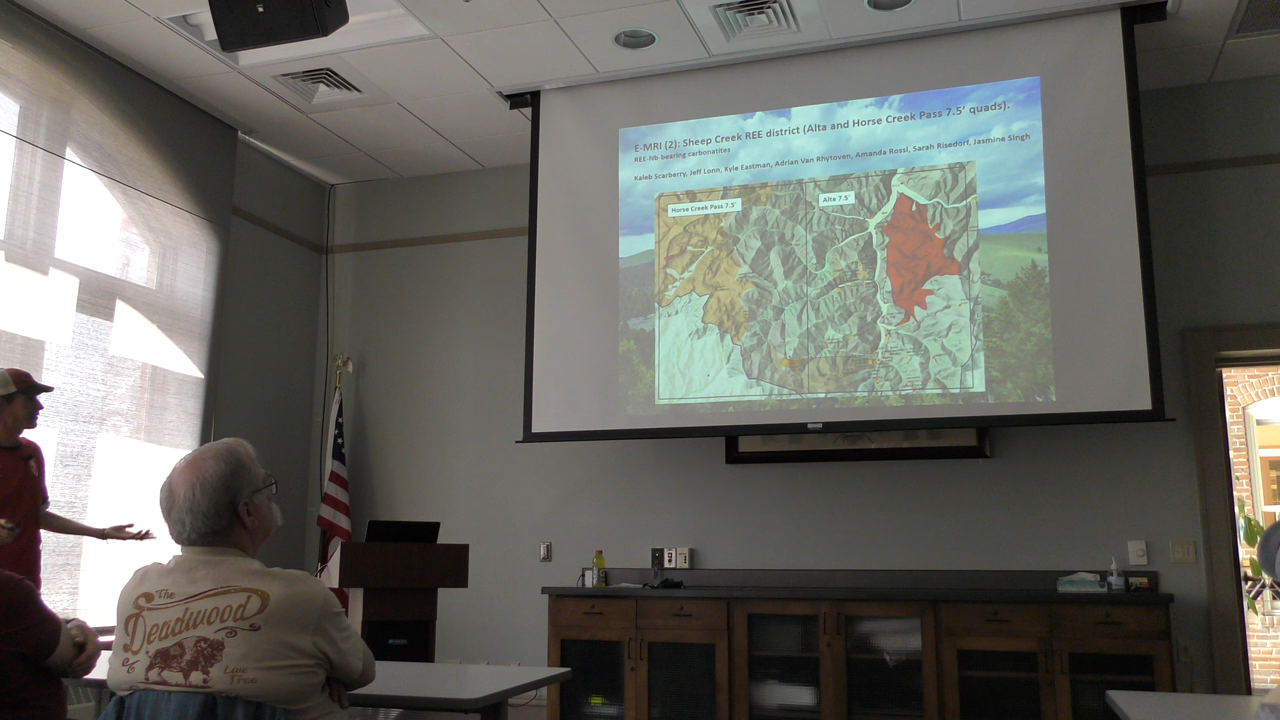 E-MRI (2): Sheep Creek REE district (Alta and Horse Creek Pass 7.5' quads).
REE-Nb-bearing carbonatites
Kaleb Scarberry, Jeff Lonn, Kyle Eastman, Adrian Van Rhytoven, Amanda Rossi, Sarah Risedorf, Jasmine Singh
Horse Creek Pass 7.5'
Alta 7.5'
The
Deadwood
Live
Free